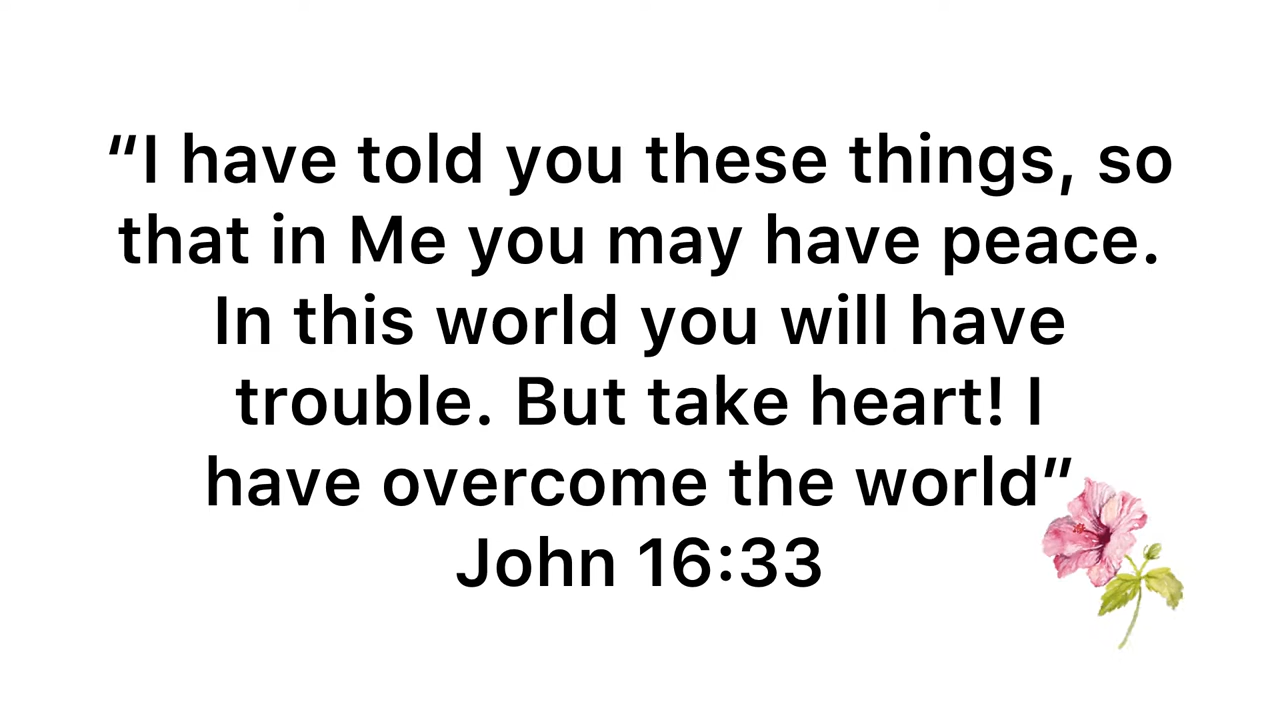 “I have told you these things, so
that in Me you may have peace.
In this world you will have
trouble. But take heart! I
have overcome the world”
John 16:33